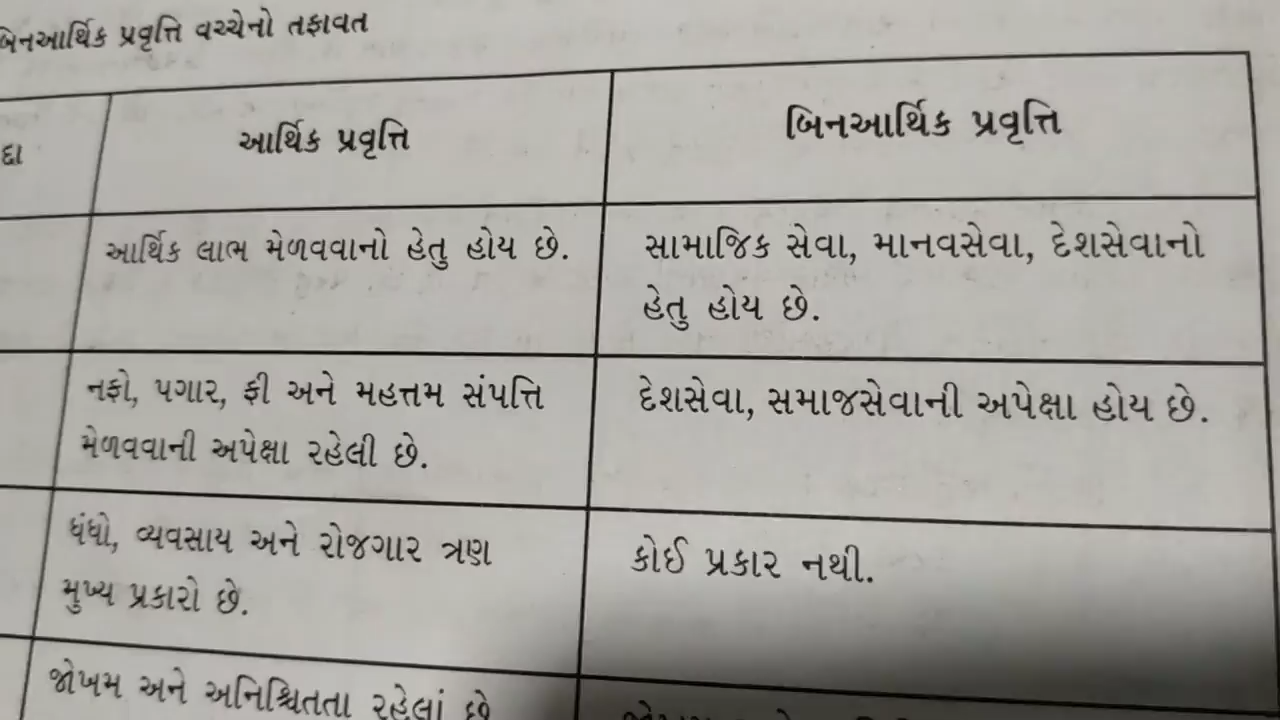 બિનઆર્થિક પ્રવૃત્તિ વચ્ચેનો તફાવત
આર્થિક પ્રવૃત્તિ
બિનઆર્થિક પ્રવૃત્તિ
આર્થિક લાભ મેળવવાનો હેતુ હોય છે.
સામાજિક સેવા, માનવસેવા, દેશસેવાનો
હેતુ હોય છે.
નફો, પગાર, ફી અને મહત્તમ સંપત્તિ
મેળવવાની અપેક્ષા રહેલી છે.
દેશસેવા, સમાજસેવાની અપેક્ષા હોય છે.
ધંધો, વ્યવસાય અને રોજગાર ત્રણ
મુખ્ય પ્રકારો છે.
કોઈ પ્રકાર નથી.
જોખમ અને અનિશ્ચિતતા રહેલાં છે